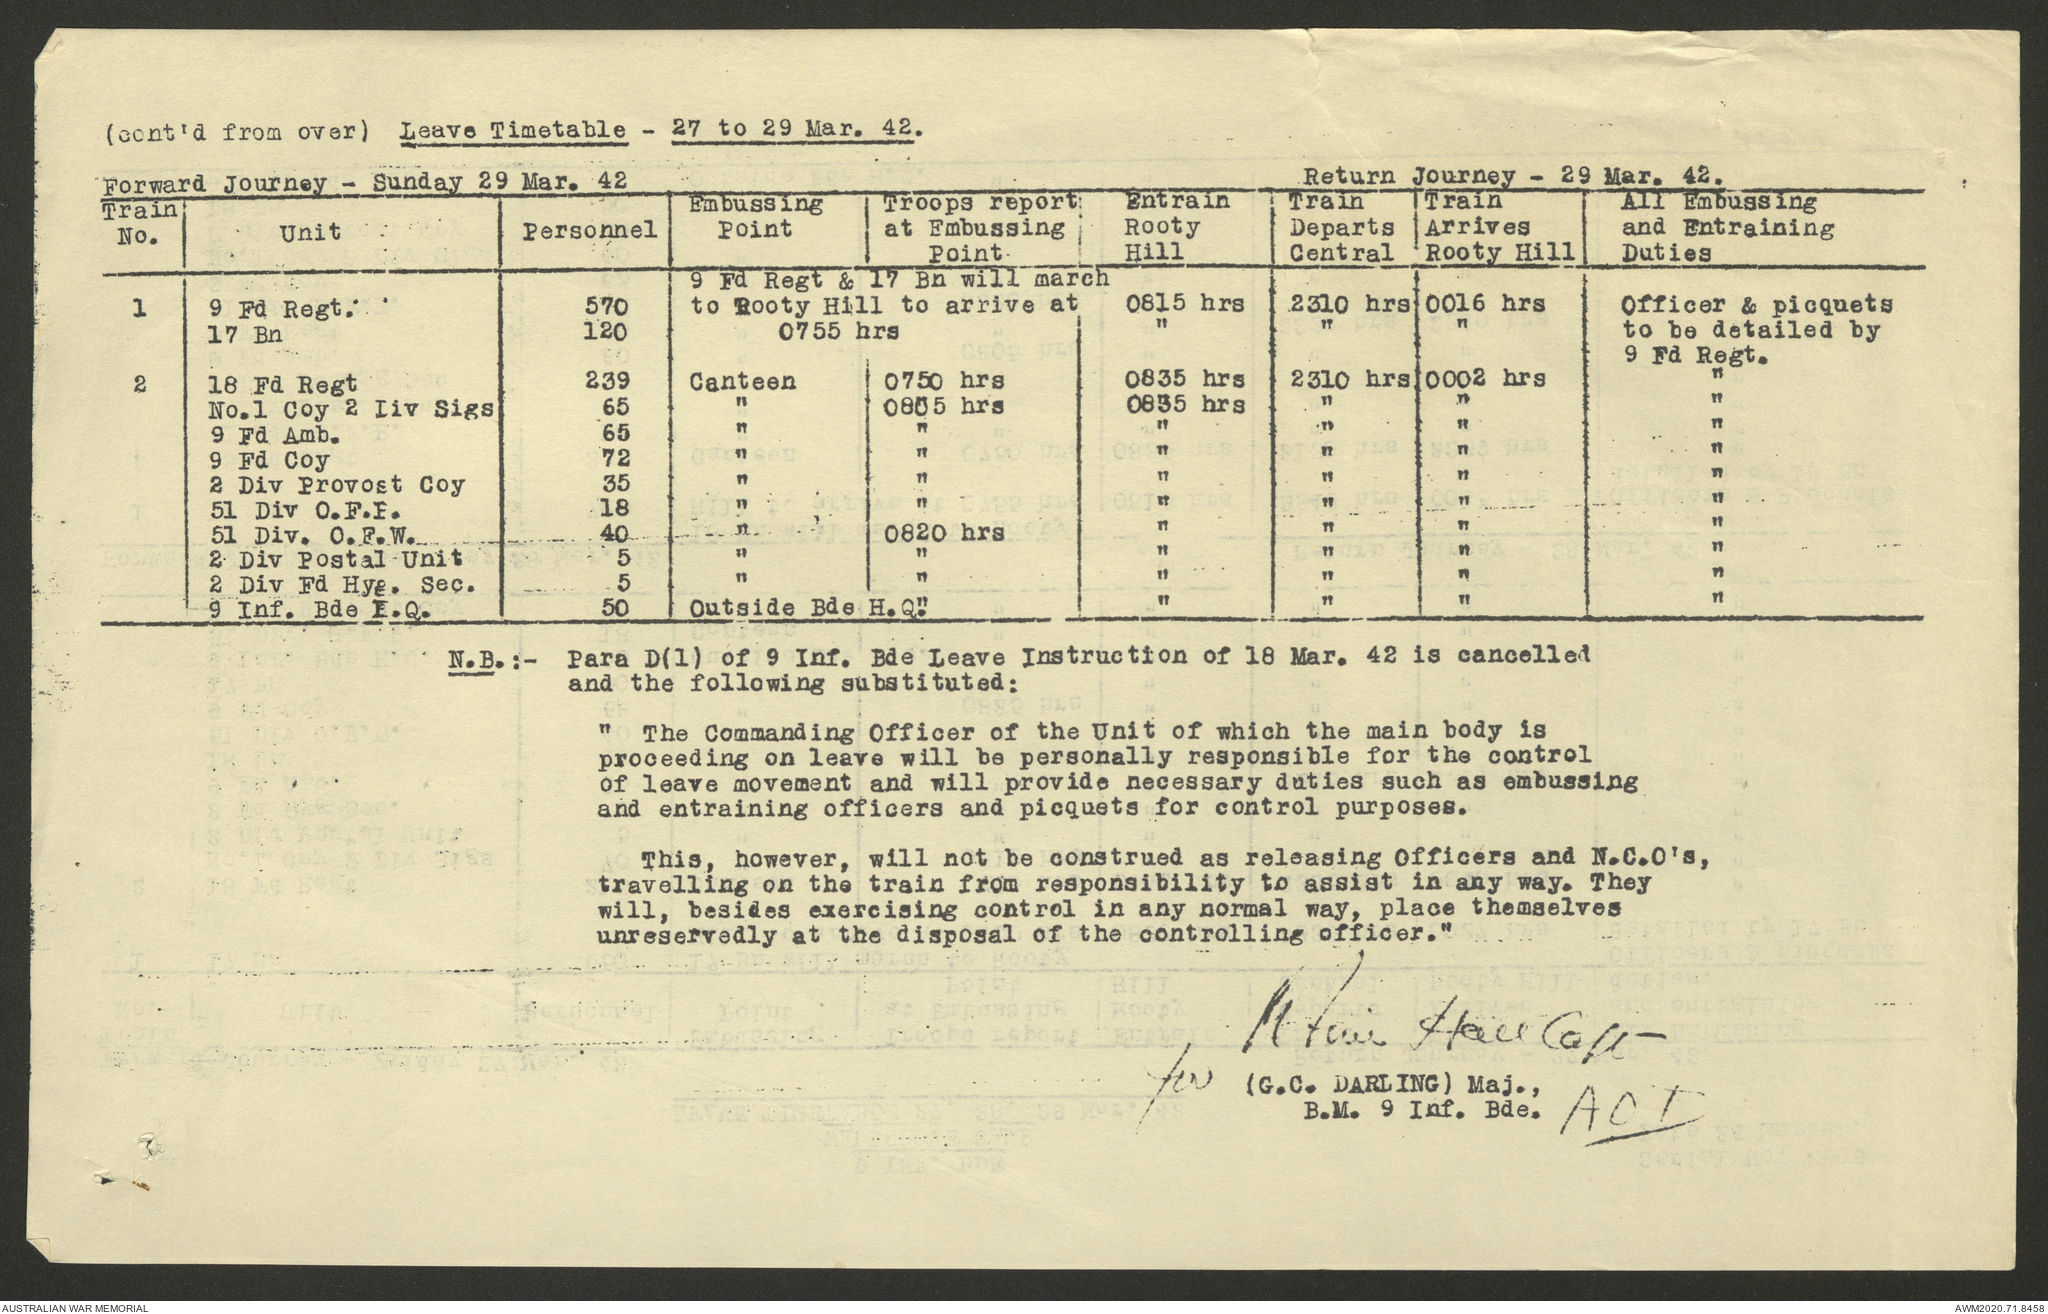 (cont'd from over) Leave Timetable - 27 to 29 Mar. 42.
Forward Journey - Sunday 29 Mar. 42 Return Journey - 29 Mar. 42.
Train No. Unit Personnel Embussing Point Troops report at Embussing Point Entrain Rooty Hill Train Departs Central Train Arrives Rooty Hill All Embussing and Entraining Duties
9 Fd Regt & 17 Bn will march
1 9 Fd Regt. 570 to Rooty Hill to arrive at 0815 hrs 2310 hrs 0016 hrs Officer & picquets
17 Bn 120 0755 hrs " " " to be detailed by
9 Fd Regt.
2 18 Fd Regt 239 Canteen 0750 hrs 0835 hrs 2310 hrs 0002 hrs "
No.1 Coy 2 Div Sigs 65 " 0805 hrs 0835 hrs " " "
9 Fd Amb. 65 " " " " " "
9 Fd Coy 72 " " " " " "
2 Div Provost Coy 35 " " " " " "
51 Div O.F.P. 18 " " " " " "
51 Div. O.F.W. 40 " 0820 hrs " " " "
2 Div Postal Unit 5 " " " " " "
2 Div Fd Hyg. Sec. 5 " " " " " "
9 Inf. Bde H.Q. 50 Outside Bde H.Q. " " " " "
N.B.:- Para D(1) of 9 Inf. Bde Leave Instruction of 18 Mar. 42 is cancelled
and the following substituted:
" The Commanding Officer of the Unit of which the main body is
proceeding on leave will be personally responsible for the control
of leave movement and will provide necessary duties such as embussing
and entraining officers and picquets for control purposes.
This, however, will not be construed as releasing Officers and N.C.O's,
travelling on the train from responsibility to assist in any way. They
will, besides exercising control in any normal way, place themselves
unreservedly at the disposal of the controlling officer."
Hall Capt
for (G.C. DARLING) Maj.,
B.M. 9 Inf. Bde.
AUSTRALIAN WAR MEMORIAL AWM2020.71.8458